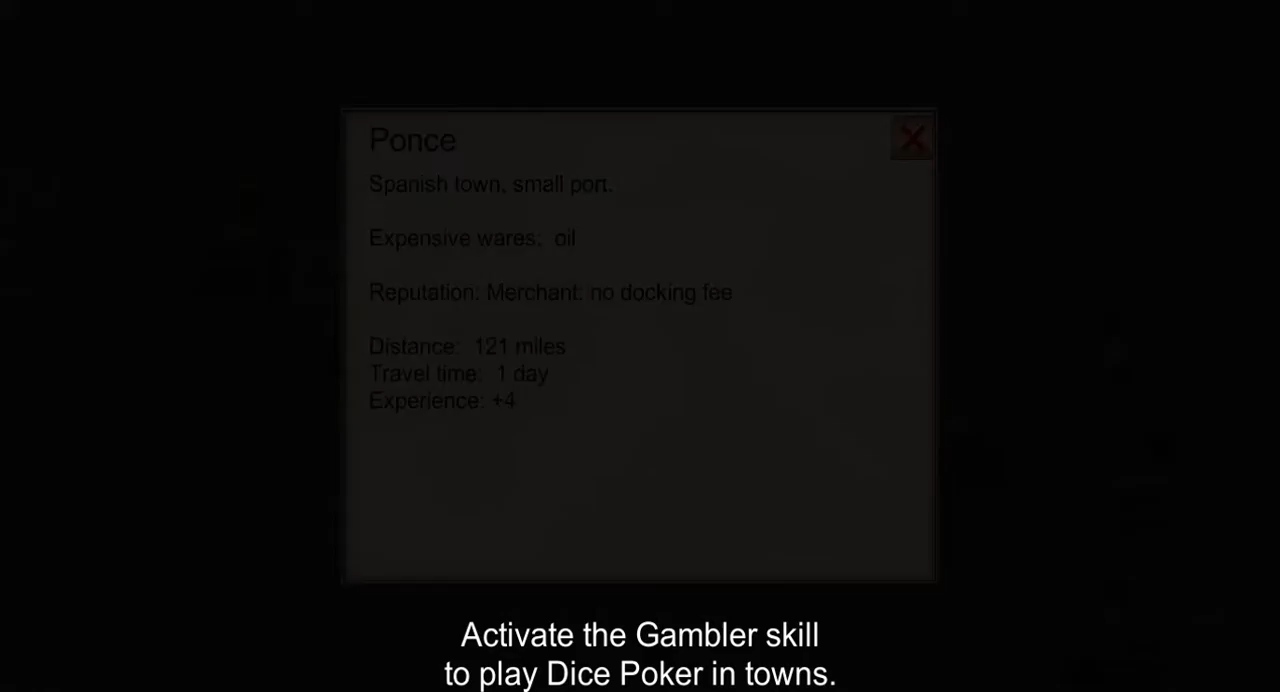 Ponce
Spanish town, small port.
Expensive wares: oil
Reputation: Merchant: no docking fee
Distance: 121 miles
Travel time: 1 day
Experience: +4
Activate the Gambler skill
to play Dice Poker in towns.